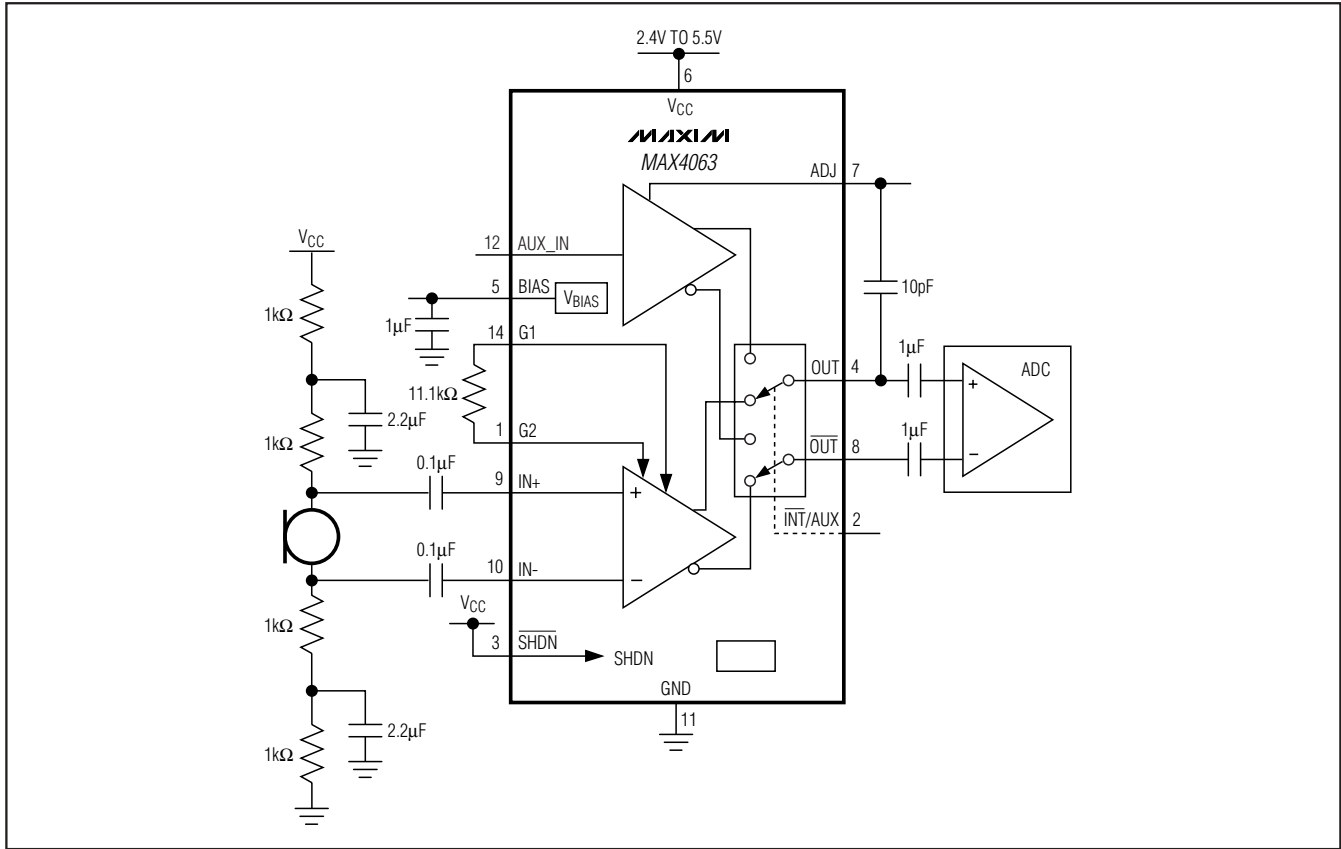 2.4V TO 5.5V
6
VCC
MAXIM
MAX4063
ADJ 7
VCC
12 AUX_IN
5 BIAS VBIAS
10pF
1kΩ
1µF
14 G1
1µF
ADC
OUT 4
+
11.1kΩ
2.2µF
1kΩ
1 G2
1µF
OUT 8
−
0.1µF
9 IN+
+
INT/AUX 2
0.1µF
10 IN-
−
VCC
1kΩ
3 SHDN SHDN
GND
11
2.2µF
1kΩ